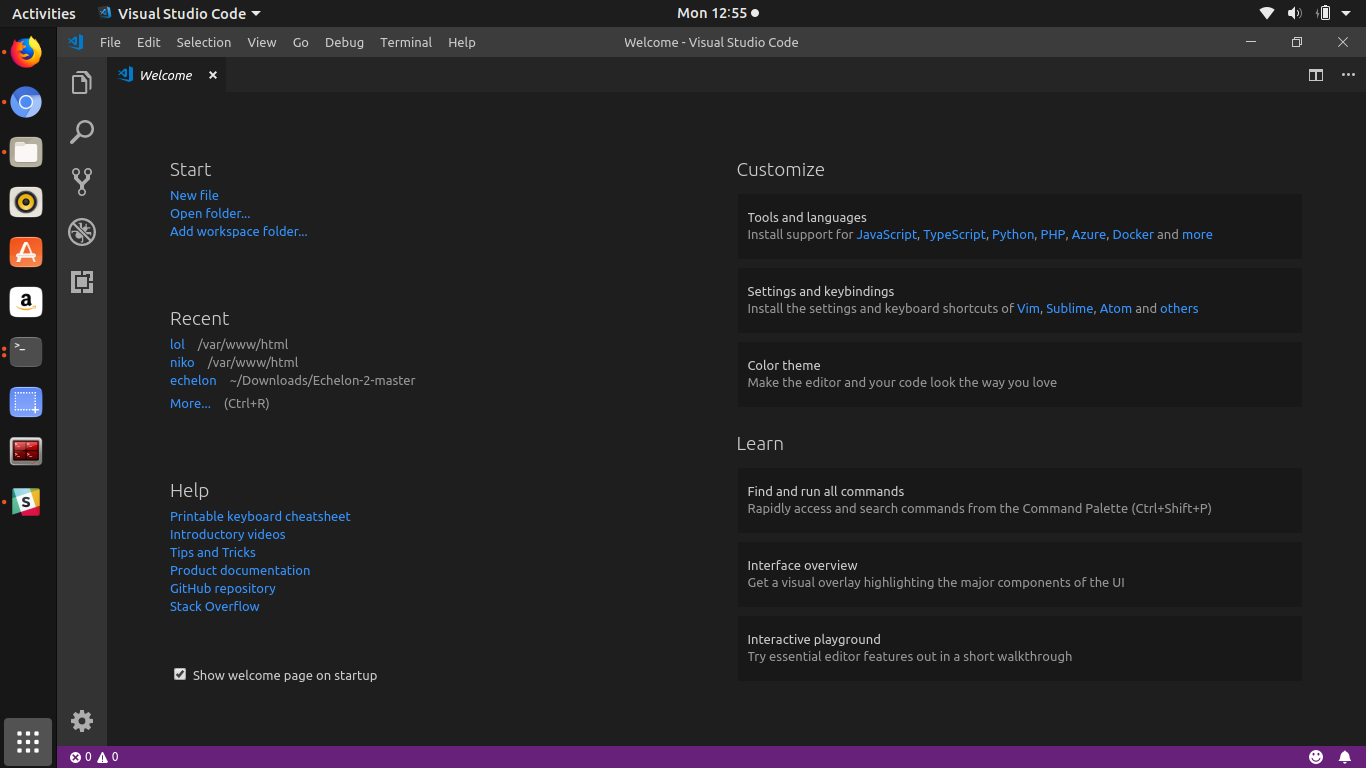 Activities
Visual Studio Code
Mon 12:55
File Edit Selection View Go Debug Terminal Help
Welcome - Visual Studio Code
Welcome
Start
New file
Open folder...
Add workspace folder...
Recent
lol /var/www/html
niko /var/www/html
echelon ~/Downloads/Echelon-2-master
More... (Ctrl+R)
Help
Printable keyboard cheatsheet
Introductory videos
Tips and Tricks
Product documentation
GitHub repository
Stack Overflow
Show welcome page on startup
Customize
Tools and languages
Install support for JavaScript, TypeScript, Python, PHP, Azure, Docker and more
Settings and keybindings
Install the settings and keyboard shortcuts of Vim, Sublime, Atom and others
Color theme
Make the editor and your code look the way you love
Learn
Find and run all commands
Rapidly access and search commands from the Command Palette (Ctrl+Shift+P)
Interface overview
Get a visual overlay highlighting the major components of the UI
Interactive playground
Try essential editor features out in a short walkthrough
0 0